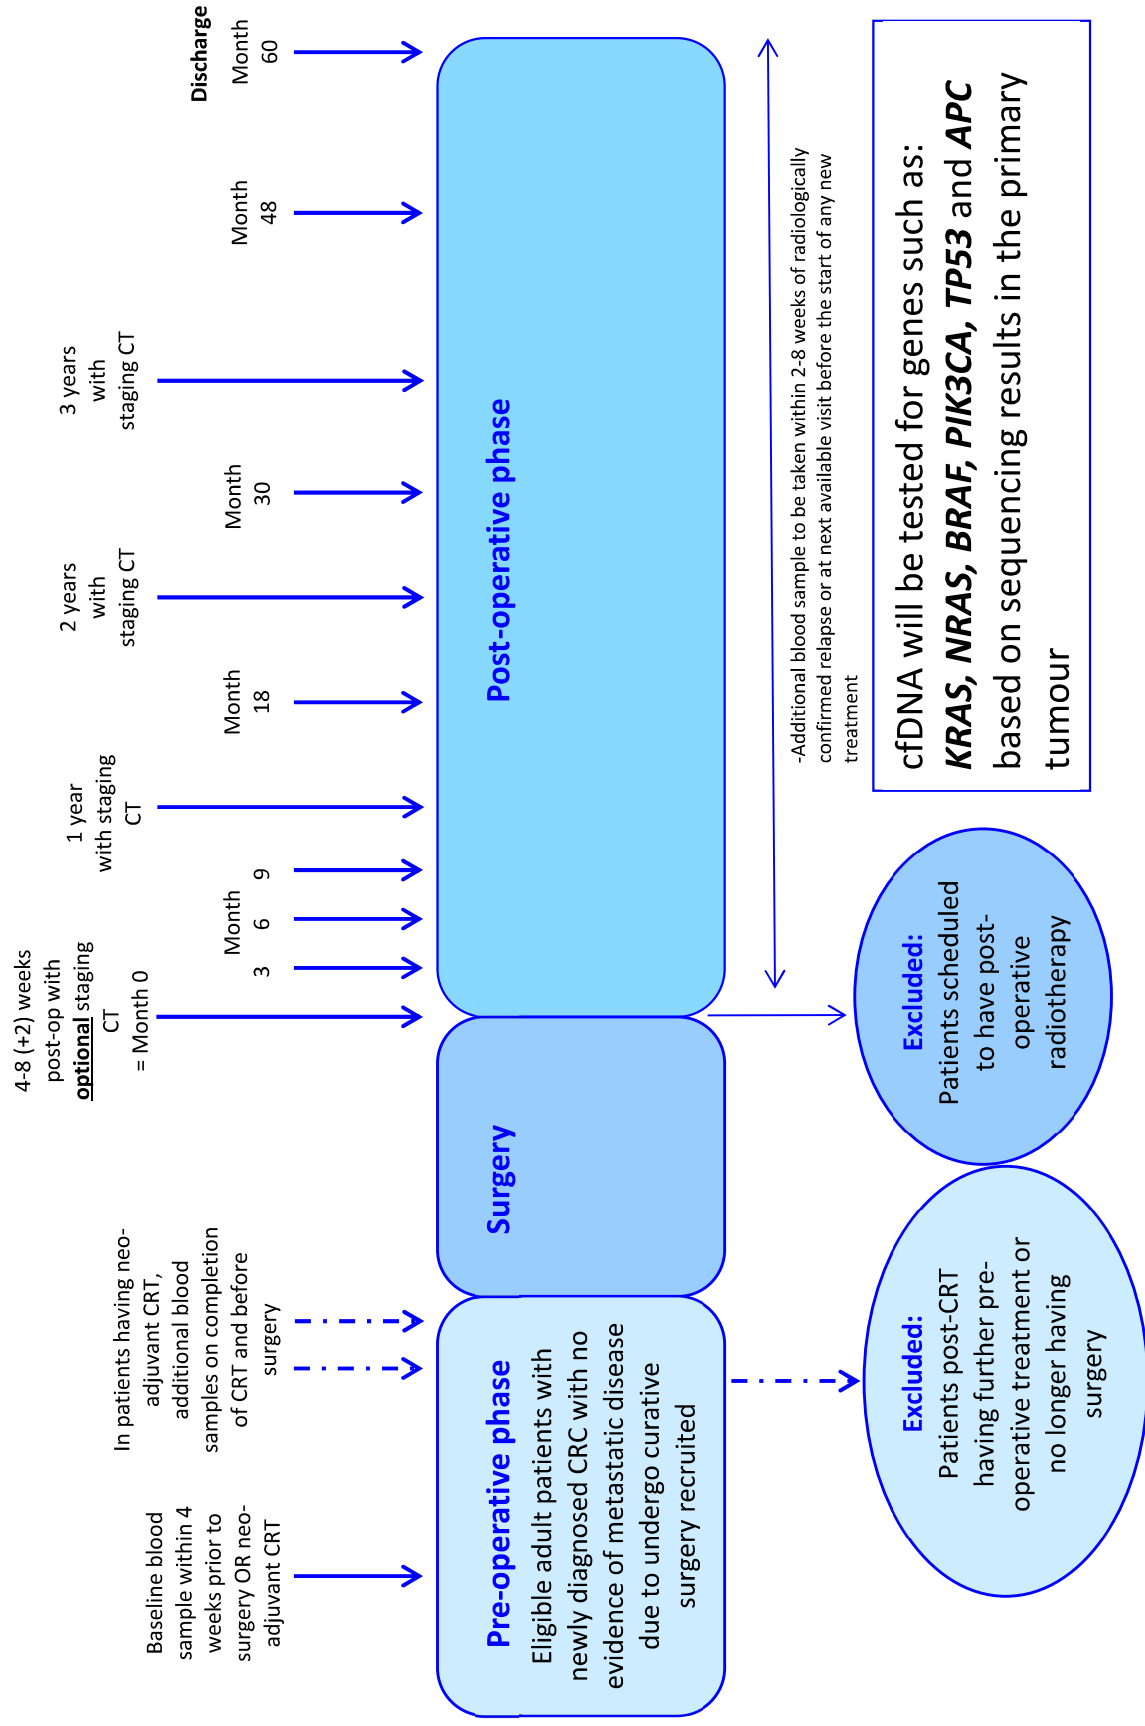 Baseline blood
sample within 4
weeks prior to
surgery OR neo-
adjuvant CRT
In patients having neo-
adjuvant CRT,
additional blood
samples on completion
of CRT and before
surgery
4-8 (+2) weeks
post-op with
optional staging
CT
= Month 0
Month
3 6 9
1 year
with staging
CT
Month
18
2 years
with
staging CT
Month
30
3 years
with
staging CT
Month
48
Discharge
Month
60
Pre-operative phase
Eligible adult patients with
newly diagnosed CRC with no
evidence of metastatic disease
due to undergo curative
surgery recruited
Surgery
Post-operative phase
-Additional blood sample to be taken within 2-8 weeks of radiologically
confirmed relapse or at next available visit before the start of any new
treatment
Excluded:
Patients post-CRT
having further pre-
operative treatment or
no longer having
surgery
Excluded:
Patients scheduled
to have post-
operative
radiotherapy
cfDNA will be tested for genes such as:
KRAS, NRAS, BRAF, PIK3CA, TP53 and APC
based on sequencing results in the primary
tumour